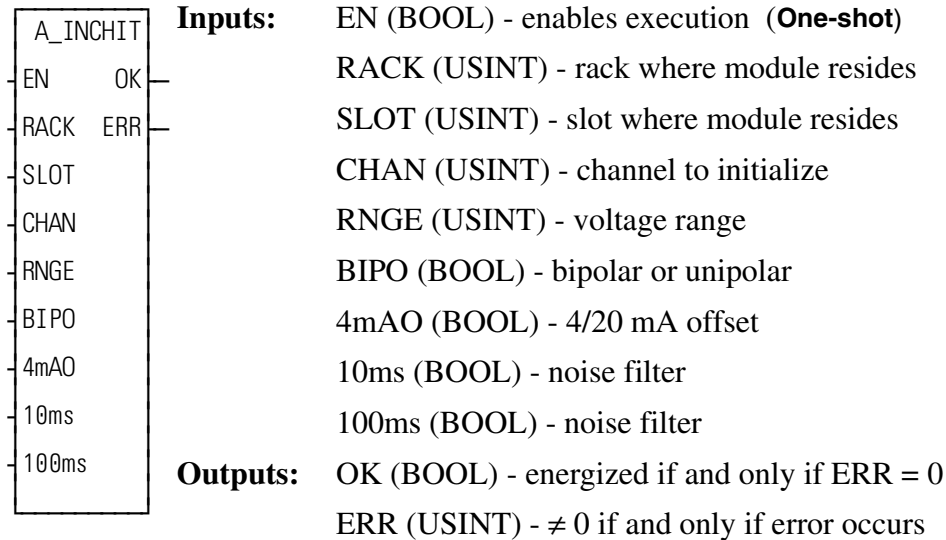 A_INCHIT
EN OK
RACK ERR
SLOT
CHAN
RNGE
BIPO
4mAO
10ms
100ms
Inputs: EN (BOOL) - enables execution (One-shot)
RACK (USINT) - rack where module resides
SLOT (USINT) - slot where module resides
CHAN (USINT) - channel to initialize
RNGE (USINT) - voltage range
BIPO (BOOL) - bipolar or unipolar
4mAO (BOOL) - 4/20 mA offset
10ms (BOOL) - noise filter
100ms (BOOL) - noise filter
Outputs: OK (BOOL) - energized if and only if ERR = 0
ERR (USINT) - ≠ 0 if and only if error occurs